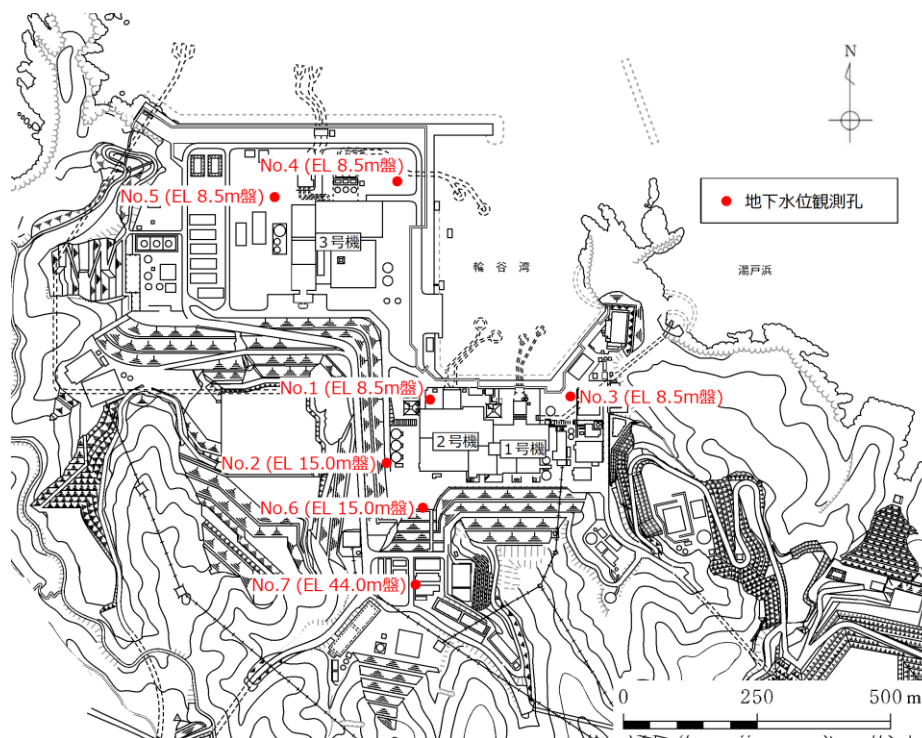 N
No.4 (EL 8.5m盤)
No.5 (EL 8.5m盤)
地下水位観測孔
3号機
輪谷湾
湯戸浜
No.1 (EL 8.5m盤)
No.3 (EL 8.5m盤)
2号機
1号機
No.2 (EL 15.0m盤)
No.6 (EL 15.0m盤)
No.7 (EL 44.0m盤)
0 250 500 m